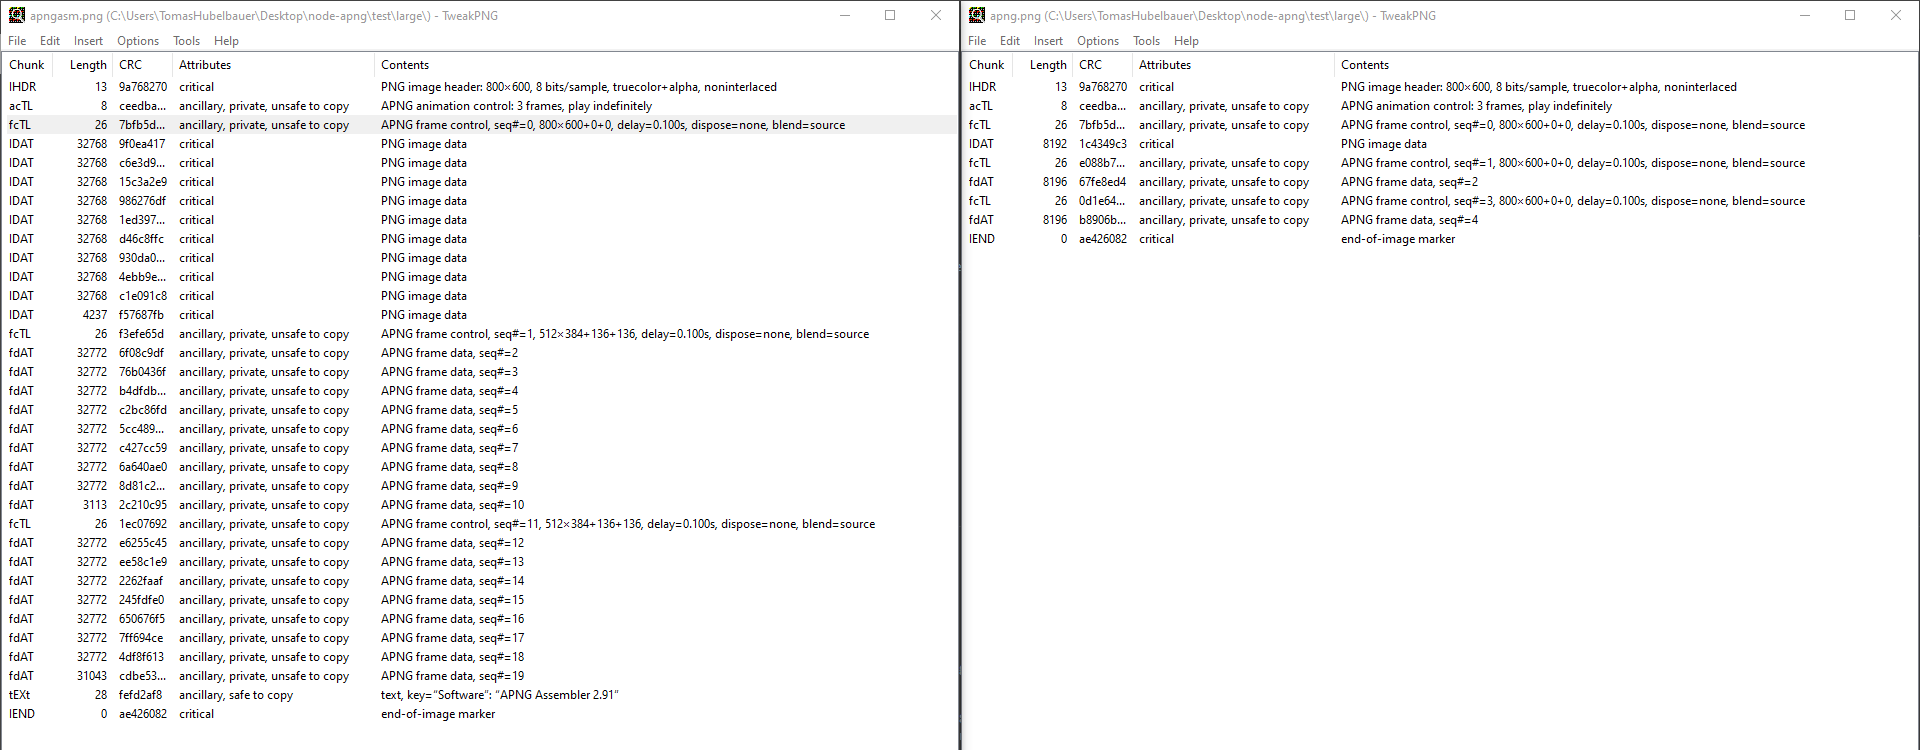 apngasm.png (C:\Users\TomasHubelbauer\Desktop\node-apng\test\large\) - TweakPNG
File Edit Insert Options Tools Help
Chunk Length CRC Attributes Contents
IHDR 13 9a768270 critical PNG image header: 800×600, 8 bits/sample, truecolor+alpha, noninterlaced
acTL 8 ceedba... ancillary, private, unsafe to copy APNG animation control: 3 frames, play indefinitely
fcTL 26 7bfb5d... ancillary, private, unsafe to copy APNG frame control, seq#=0, 800×600+0+0, delay=0.100s, dispose=none, blend=source
IDAT 32768 9f0ea417 critical PNG image data
IDAT 32768 c6e3d9... critical PNG image data
IDAT 32768 15c3a2e9 critical PNG image data
IDAT 32768 986276df critical PNG image data
IDAT 32768 1ed397... critical PNG image data
IDAT 32768 d46c8ffc critical PNG image data
IDAT 32768 930da0... critical PNG image data
IDAT 32768 4ebb9e... critical PNG image data
IDAT 32768 c1e091c8 critical PNG image data
IDAT 4237 f57687fb critical PNG image data
fcTL 26 f3efe65d ancillary, private, unsafe to copy APNG frame control, seq#=1, 512×384+136+136, delay=0.100s, dispose=none, blend=source
fdAT 32772 6f08c9df ancillary, private, unsafe to copy APNG frame data, seq#=2
fdAT 32772 76b0436f ancillary, private, unsafe to copy APNG frame data, seq#=3
fdAT 32772 b4dfdb... ancillary, private, unsafe to copy APNG frame data, seq#=4
fdAT 32772 c2bc86fd ancillary, private, unsafe to copy APNG frame data, seq#=5
fdAT 32772 5cc489... ancillary, private, unsafe to copy APNG frame data, seq#=6
fdAT 32772 c427cc59 ancillary, private, unsafe to copy APNG frame data, seq#=7
fdAT 32772 6a640ae0 ancillary, private, unsafe to copy APNG frame data, seq#=8
fdAT 32772 8d81c2... ancillary, private, unsafe to copy APNG frame data, seq#=9
fdAT 3113 2c210c95 ancillary, private, unsafe to copy APNG frame data, seq#=10
fcTL 26 1ec07692 ancillary, private, unsafe to copy APNG frame control, seq#=11, 512×384+136+136, delay=0.100s, dispose=none, blend=source
fdAT 32772 e6255c45 ancillary, private, unsafe to copy APNG frame data, seq#=12
fdAT 32772 ee58c1e9 ancillary, private, unsafe to copy APNG frame data, seq#=13
fdAT 32772 2262faaf ancillary, private, unsafe to copy APNG frame data, seq#=14
fdAT 32772 245fdfe0 ancillary, private, unsafe to copy APNG frame data, seq#=15
fdAT 32772 650676f5 ancillary, private, unsafe to copy APNG frame data, seq#=16
fdAT 32772 7ff694ce ancillary, private, unsafe to copy APNG frame data, seq#=17
fdAT 32772 4df8f613 ancillary, private, unsafe to copy APNG frame data, seq#=18
fdAT 31043 cdbe53... ancillary, private, unsafe to copy APNG frame data, seq#=19
tEXt 28 fefd2af8 ancillary, safe to copy text, key="Software": "APNG Assembler 2.91"
IEND 0 ae426082 critical end-of-image marker
apng.png (C:\Users\TomasHubelbauer\Desktop\node-apng\test\large\) - TweakPNG
File Edit Insert Options Tools Help
Chunk Length CRC Attributes Contents
IHDR 13 9a768270 critical PNG image header: 800×600, 8 bits/sample, truecolor+alpha, noninterlaced
acTL 8 ceedba... ancillary, private, unsafe to copy APNG animation control: 3 frames, play indefinitely
fcTL 26 7bfb5d... ancillary, private, unsafe to copy APNG frame control, seq#=0, 800×600+0+0, delay=0.100s, dispose=none, blend=source
IDAT 8192 1c4349c3 critical PNG image data
fcTL 26 e088b7... ancillary, private, unsafe to copy APNG frame control, seq#=1, 800×600+0+0, delay=0.100s, dispose=none, blend=source
fdAT 8196 67fe8ed4 ancillary, private, unsafe to copy APNG frame data, seq#=2
fcTL 26 0d1e64... ancillary, private, unsafe to copy APNG frame control, seq#=3, 800×600+0+0, delay=0.100s, dispose=none, blend=source
fdAT 8196 b8906b... ancillary, private, unsafe to copy APNG frame data, seq#=4
IEND 0 ae426082 critical end-of-image marker